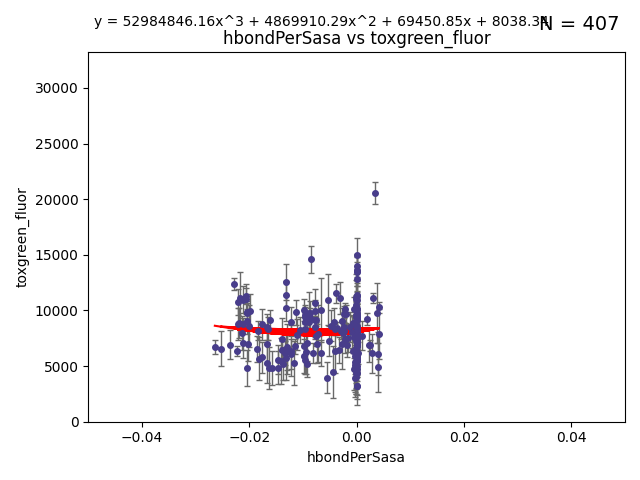 y = 52984846.16x^3 + 4869910.29x^2 + 69450.85x + 8038.34
N = 407
hbondPerSasa vs toxgreen_fluor
30000
25000
20000
15000
10000
5000
0
toxgreen_fluor
−0.04
−0.02
0.00
0.02
0.04
hbondPerSasa